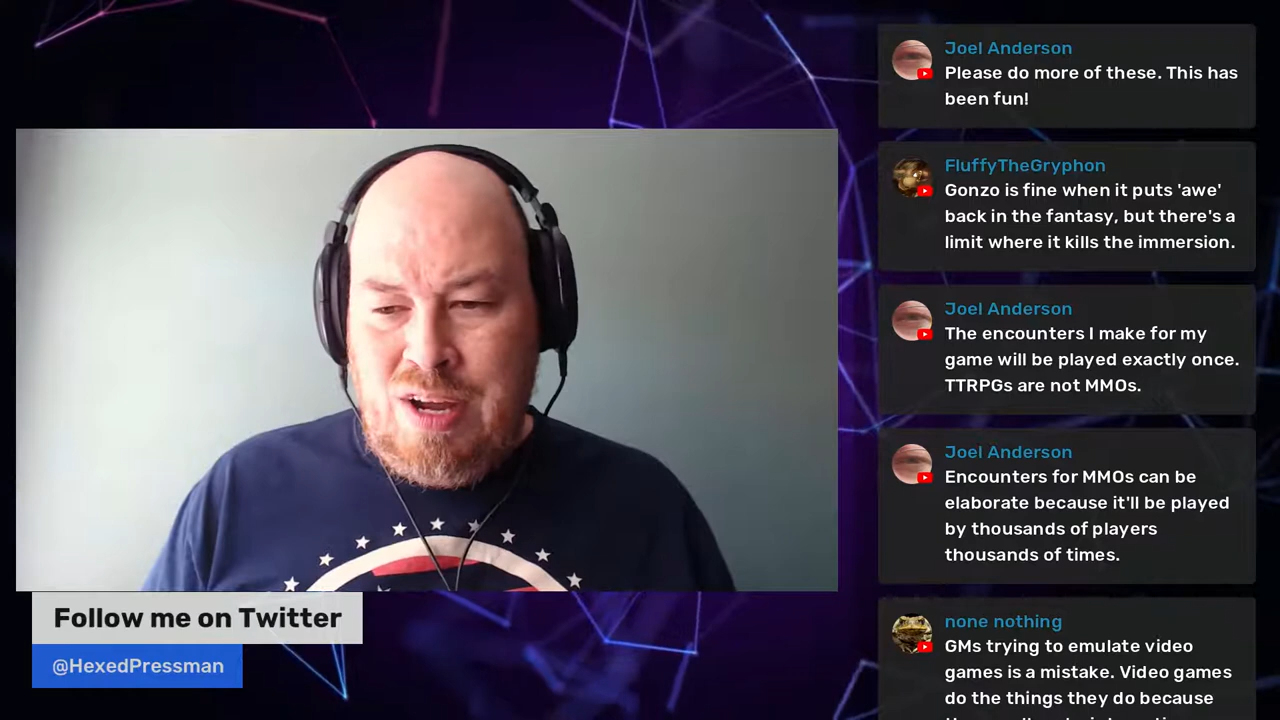 Joel Anderson
Please do more of these. This has
been fun!
FluffyTheGryphon
Gonzo is fine when it puts 'awe'
back in the fantasy, but there's a
limit where it kills the immersion.
Joel Anderson
The encounters I make for my
game will be played exactly once.
TTRPGs are not MMOs.
Joel Anderson
Encounters for MMOs can be
elaborate because it'll be played
by thousands of players
thousands of times.
none nothing
GMs trying to emulate video
games is a mistake. Video games
do the things they do because
Follow me on Twitter
@HexedPressman